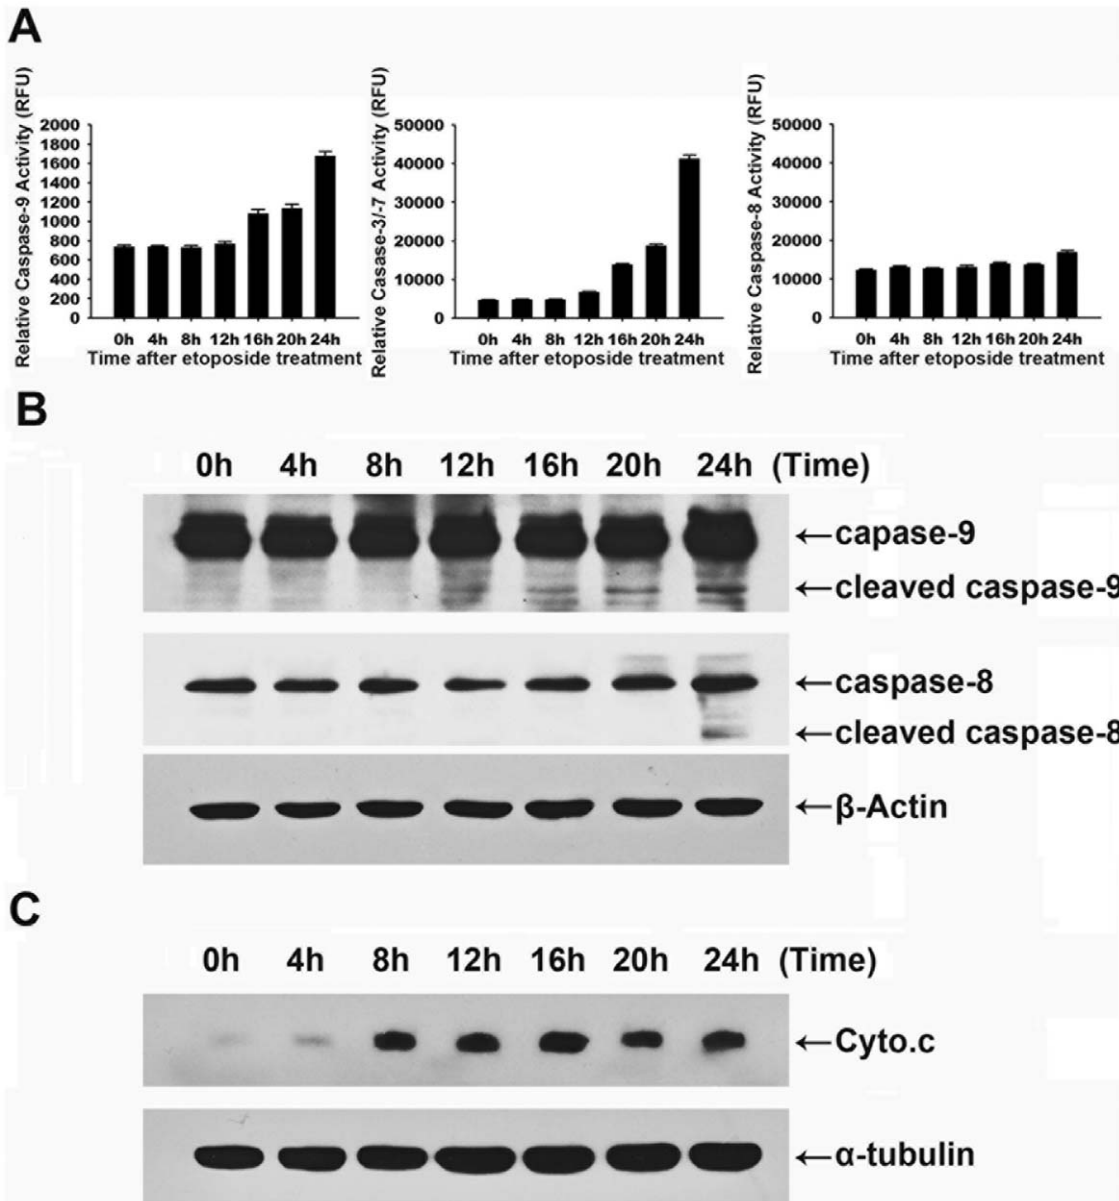 A
Relative Caspase-9 Activity (RFU)
2000
1800
1600
1400
1200
1000
800
600
400
200
0
0h 4h 8h 12h 16h 20h 24h
Time after etoposide treatment
Relative Casase-3/-7 Activity (RFU)
50000
40000
30000
20000
10000
0
0h 4h 8h 12h 16h 20h 24h
Time after etoposide treatment
Relative Caspase-8 Activity (RFU)
50000
40000
30000
20000
10000
0
0h 4h 8h 12h 16h 20h 24h
Time after etoposide treatment
B
0h 4h 8h 12h 16h 20h 24h (Time)
←capase-9
←cleaved caspase-9
←caspase-8
←cleaved caspase-8
←β-Actin
C
0h 4h 8h 12h 16h 20h 24h (Time)
←Cyto.c
←α-tubulin